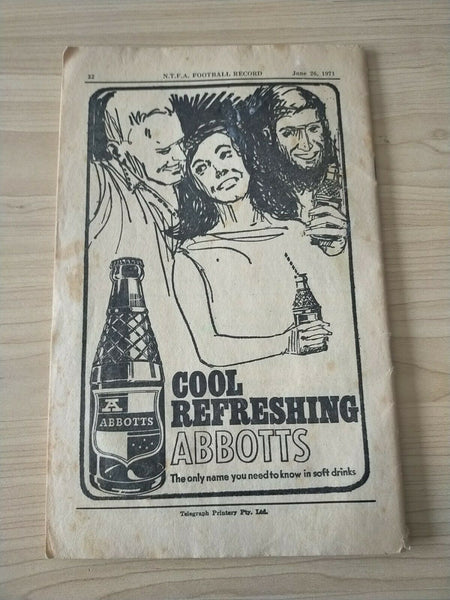 32 N.T.F.A. FOOTBALL RECORD June 26, 1971
A
ABBOTTS
COOL
REFRESHING
ABBOTTS
The only name you need to know in soft drinks
Telegraph Printery Pty. Ltd.